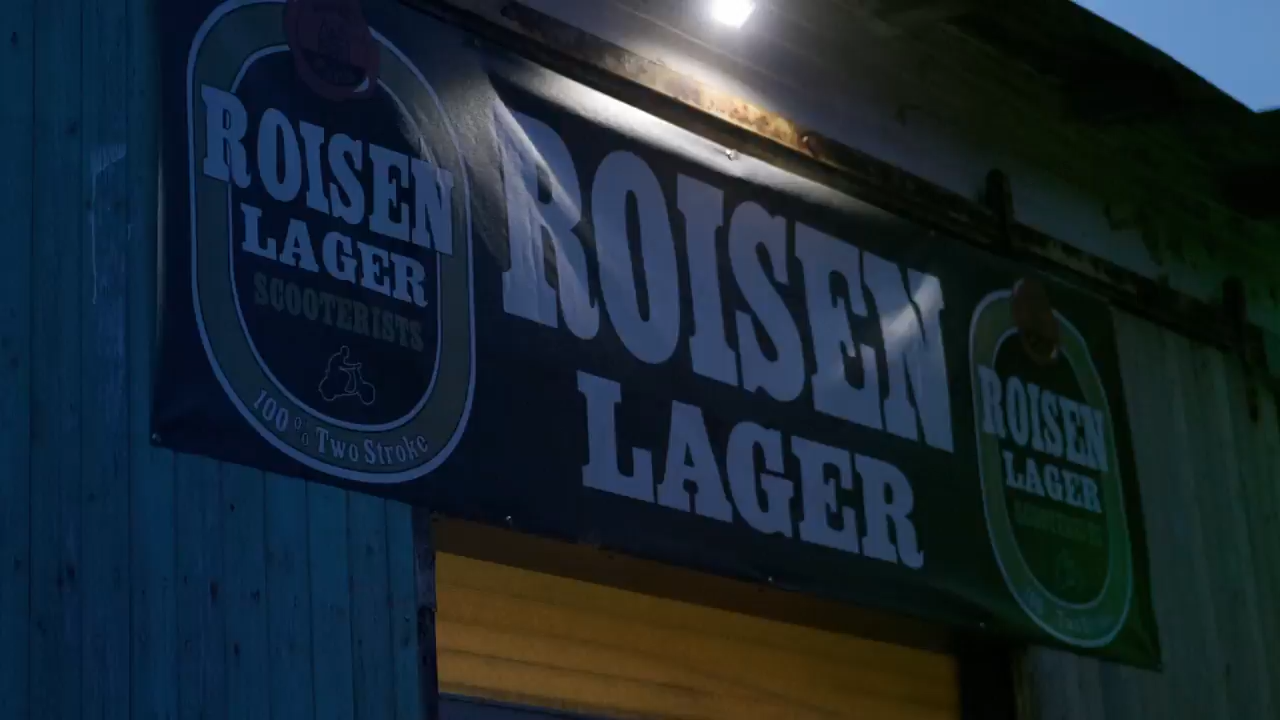 ROISEN
LAGER
SCOOTERISTS
100% Two Stroke
ROISEN
LAGER
ROISEN
LAGER